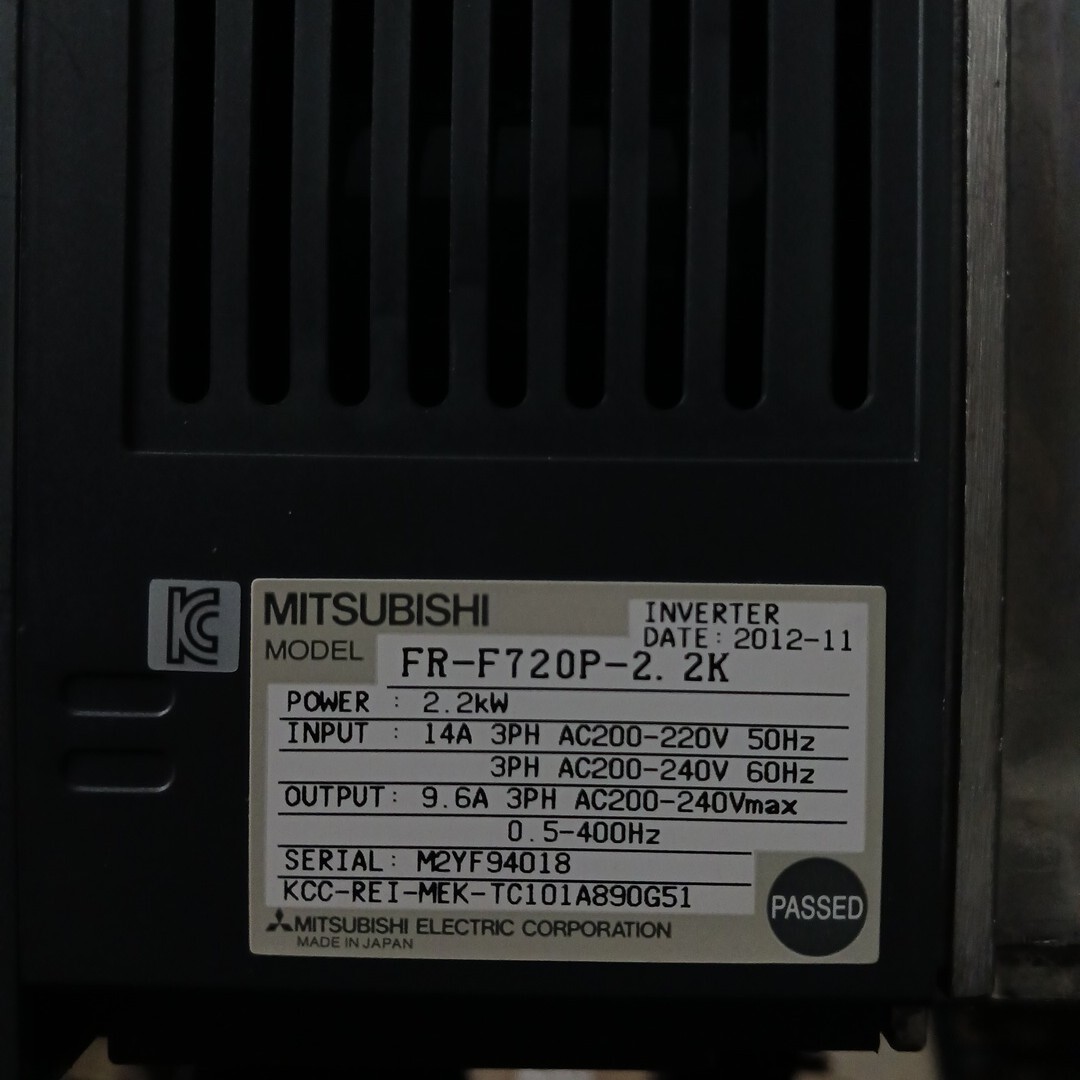 KC
MITSUBISHI
INVERTER
DATE: 2012-11
MODEL FR-F720P-2.2K
POWER : 2.2kW
INPUT : 14A 3PH AC200-220V 50Hz
3PH AC200-240V 60Hz
OUTPUT: 9.6A 3PH AC200-240Vmax
0.5-400Hz
SERIAL: M2YF94018
KCC-REI-MEK-TC101A890G51
PASSED
MITSUBISHI ELECTRIC CORPORATION
MADE IN JAPAN